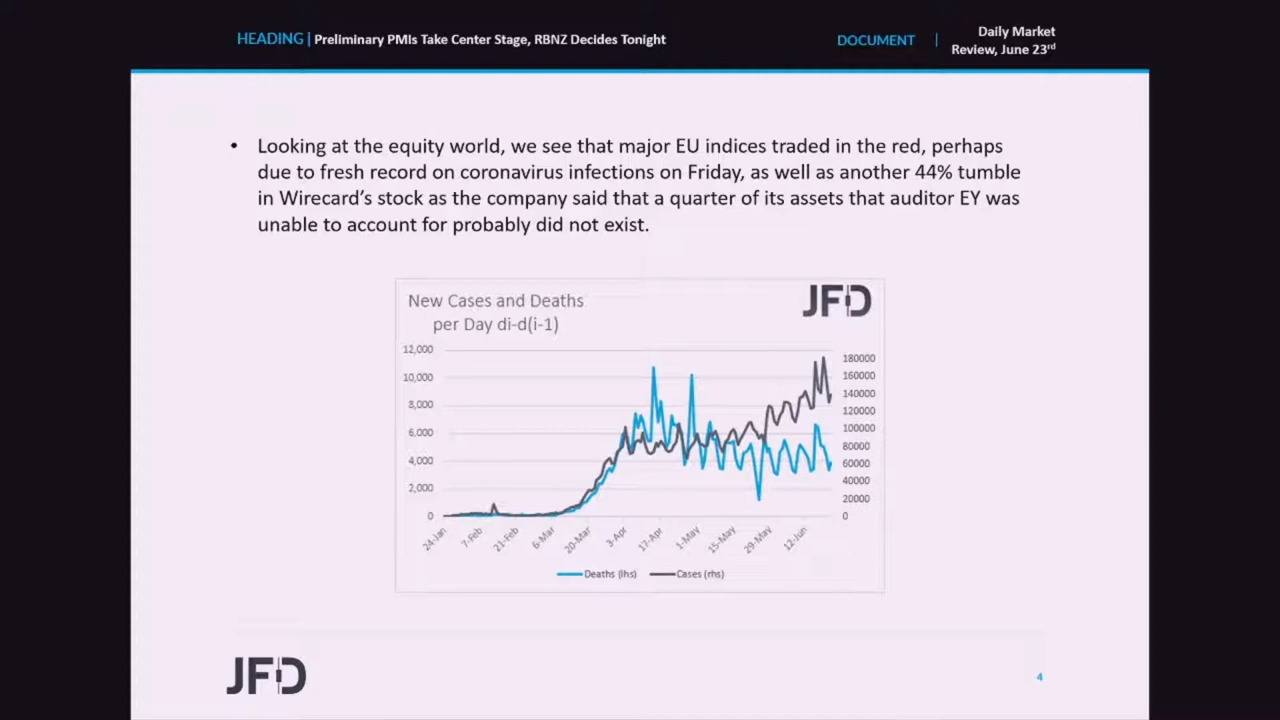 HEADING | Preliminary PMIs Take Center Stage, RBNZ Decides Tonight
DOCUMENT | Daily Market
Review, June 23rd
• Looking at the equity world, we see that major EU indices traded in the red, perhaps
due to fresh record on coronavirus infections on Friday, as well as another 44% tumble
in Wirecard’s stock as the company said that a quarter of its assets that auditor EY was
unable to account for probably did not exist.
New Cases and Deaths
per Day di-d(i-1)
JFD
12,000
10,000
8,000
6,000
4,000
2,000
0
180000
160000
140000
120000
100000
80000
60000
40000
20000
0
24-Jan
7-Feb
21-Feb
6-Mar
20-Mar
3-Apr
17-Apr
1-May
15-May
29-May
12-Jun
Deaths (lhs) Cases (rhs)
JFD
4